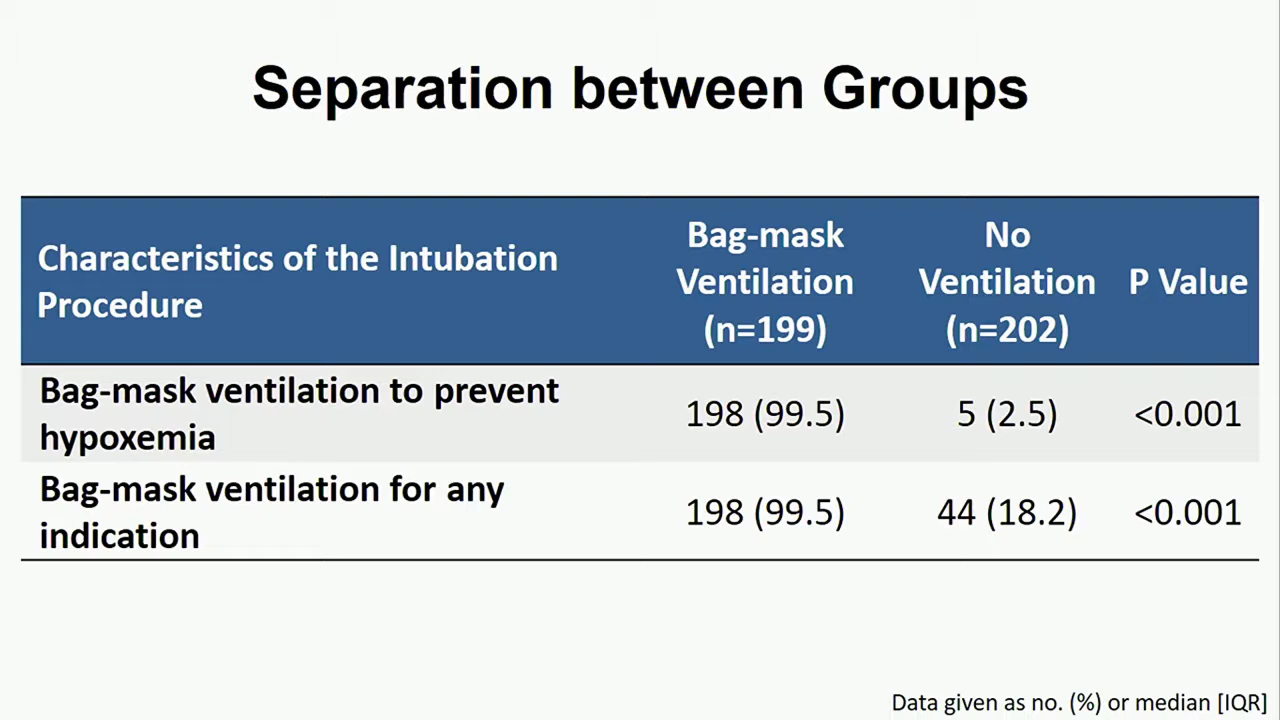 Separation between Groups
Characteristics of the Intubation
Procedure
Bag-mask
Ventilation
(n=199)
No
Ventilation
(n=202)
P Value
Bag-mask ventilation to prevent
hypoxemia
198 (99.5)
5 (2.5)
<0.001
Bag-mask ventilation for any
indication
198 (99.5)
44 (18.2)
<0.001
Data given as no. (%) or median [IQR]